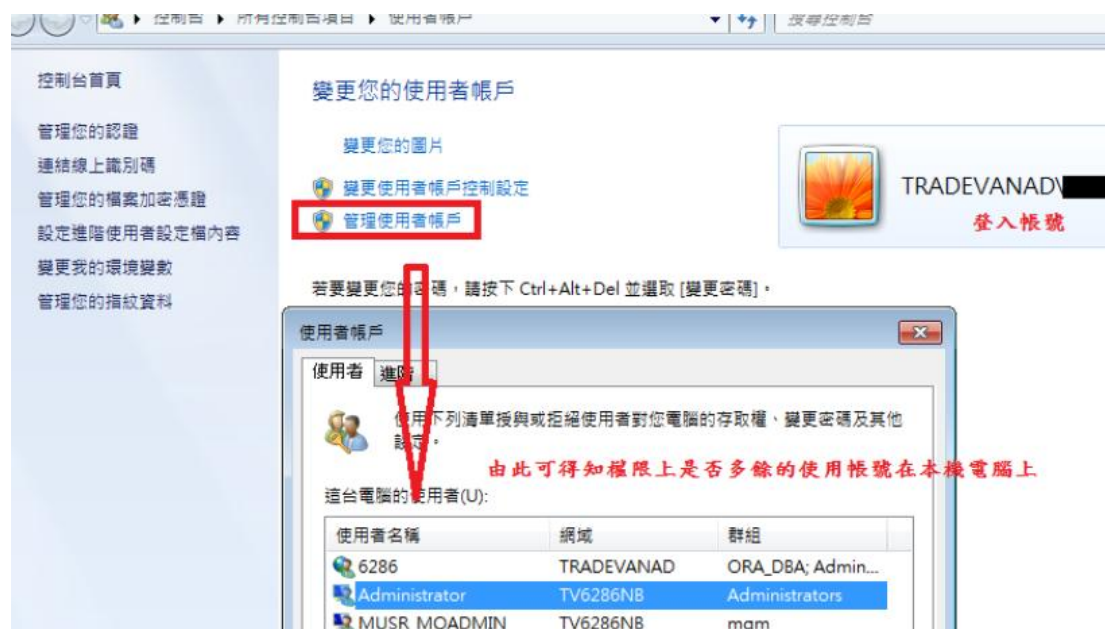 控制台 ▸ 所有控制台項目 ▸ 使用者帳戶
搜尋控制台
控制台首頁
管理您的認證
連結線上識別碼
管理您的檔案加密憑證
設定進階使用者設定檔內容
變更我的環境變數
管理您的指紋資料
變更您的使用者帳戶
變更您的圖片
變更使用者帳戶控制設定
管理使用者帳戶
TRADEVANAD\
登入帳號
若要變更您的密碼，請按下 Ctrl+Alt+Del 並選取 [變更密碼]。
使用者帳戶
使用者 進階
使用下列清單授與或拒絕使用者對您電腦的存取權、變更密碼及其他
設定。
由此可得知權限上是否多餘的使用帳號在本機電腦上
這台電腦的使用者(U):
使用者名稱 網域 群組
6286 TRADEVANAD ORA_DBA; Admin...
Administrator TV6286NB Administrators
MUSR_MQADMIN TV6286NB mqm